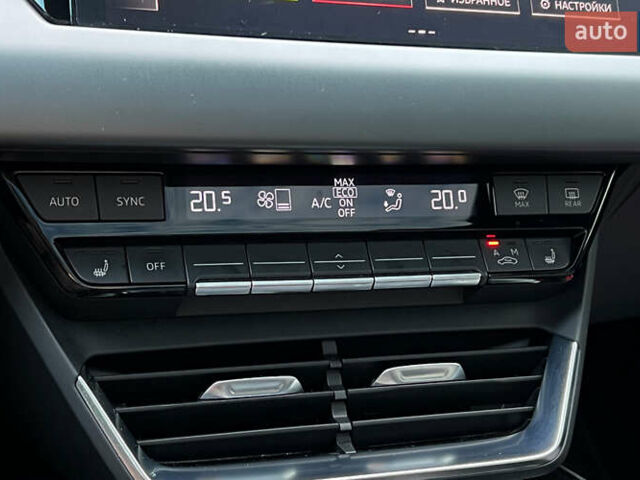 ИЗБРАННОЕ
НАСТРОЙКИ
auto
AUTO
SYNC
20.5
A/C
MAX
ECO
ON
OFF
20.0
MAX
REAR
OFF
A M